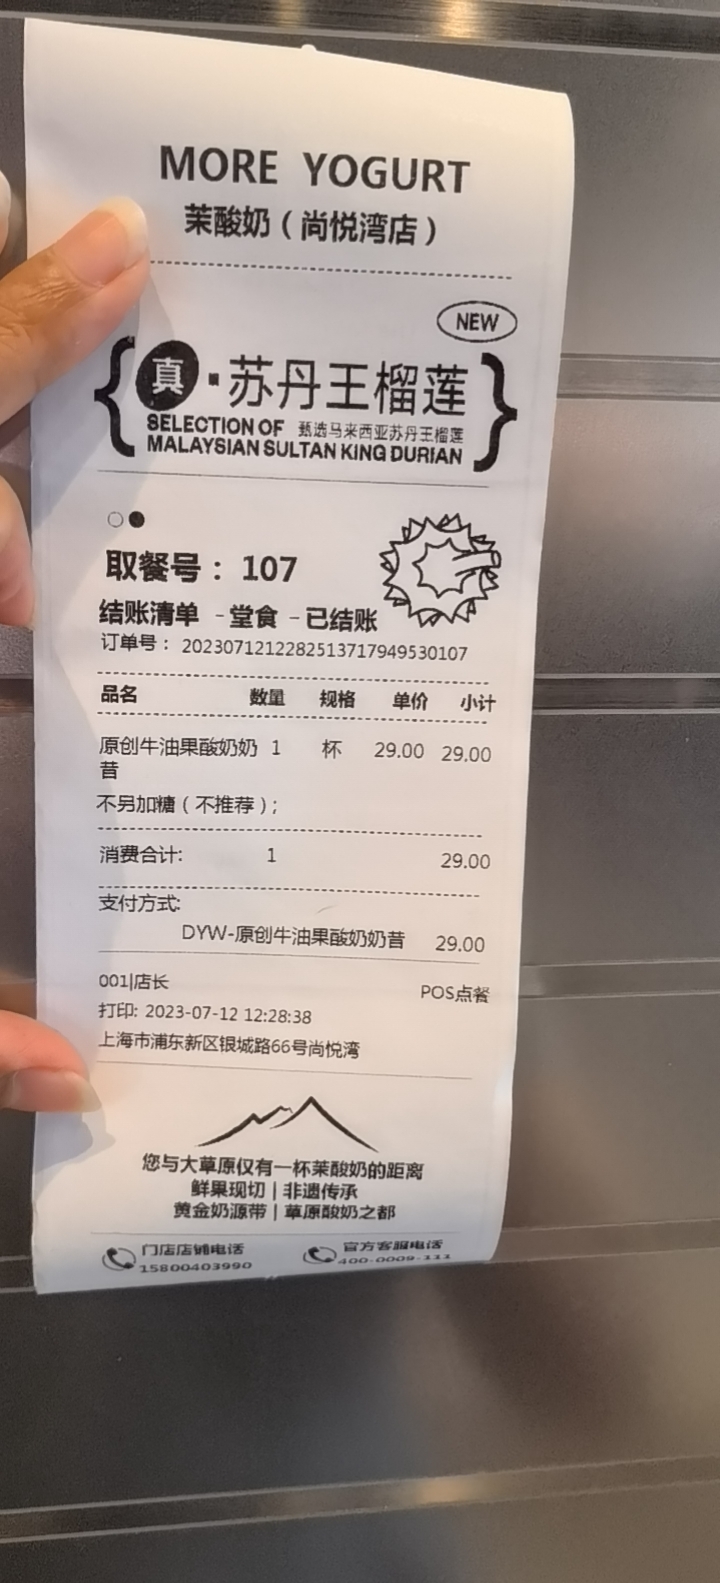 MORE YOGURT
茉酸奶（尚悦湾店）
NEW
真·苏丹王榴莲
SELECTION OF 甄选马来西亚苏丹王榴莲
MALAYSIAN SULTAN KING DURIAN
取餐号： 107
结账清单 -堂食 -已结账
订单号： 2023071212282513717949530107
品名 数量 规格 单价 小计
原创牛油果酸奶奶 1 杯 29.00 29.00
昔
不另加糖（不推荐）;
消费合计: 1 29.00
支付方式:
DYW-原创牛油果酸奶奶昔 29.00
001|店长 POS点餐
打印: 2023-07-12 12:28:38
上海市浦东新区银城路66号尚悦湾
您与大草原仅有一杯茉酸奶的距离
鲜果现切 | 非遗传承
黄金奶源带 | 草原酸奶之都
门店店铺电话 官方客服电话
15800403990 400-0009-111